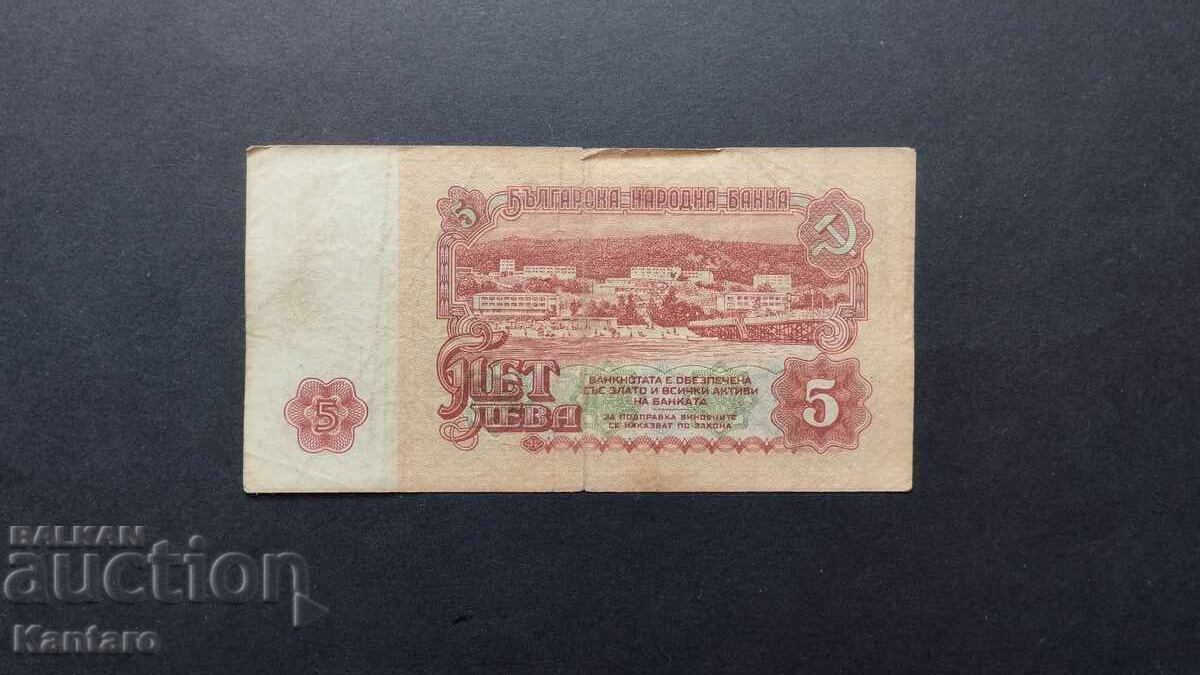 5 БЪЛГАРСКА НАРОДНА БАНКА
ПЕТ
ЛЕВА
БАНКНОТАТА Е ОБЕЗПЕЧЕНА
СЪС ЗЛАТО И ВСИЧКИ АКТИВИ
НА БАНКАТА
ЗА ПОДПРАВКА ВИНОВНИТЕ
СЕ НАКАЗВАТ ПО ЗАКОНА
5
5
BALKAN
auction
Kantaro